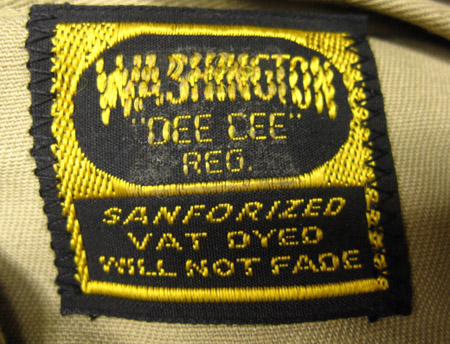 WASHINGTON
"DEE CEE"
REG.
SANFORIZED
VAT DYED
WILL NOT FADE